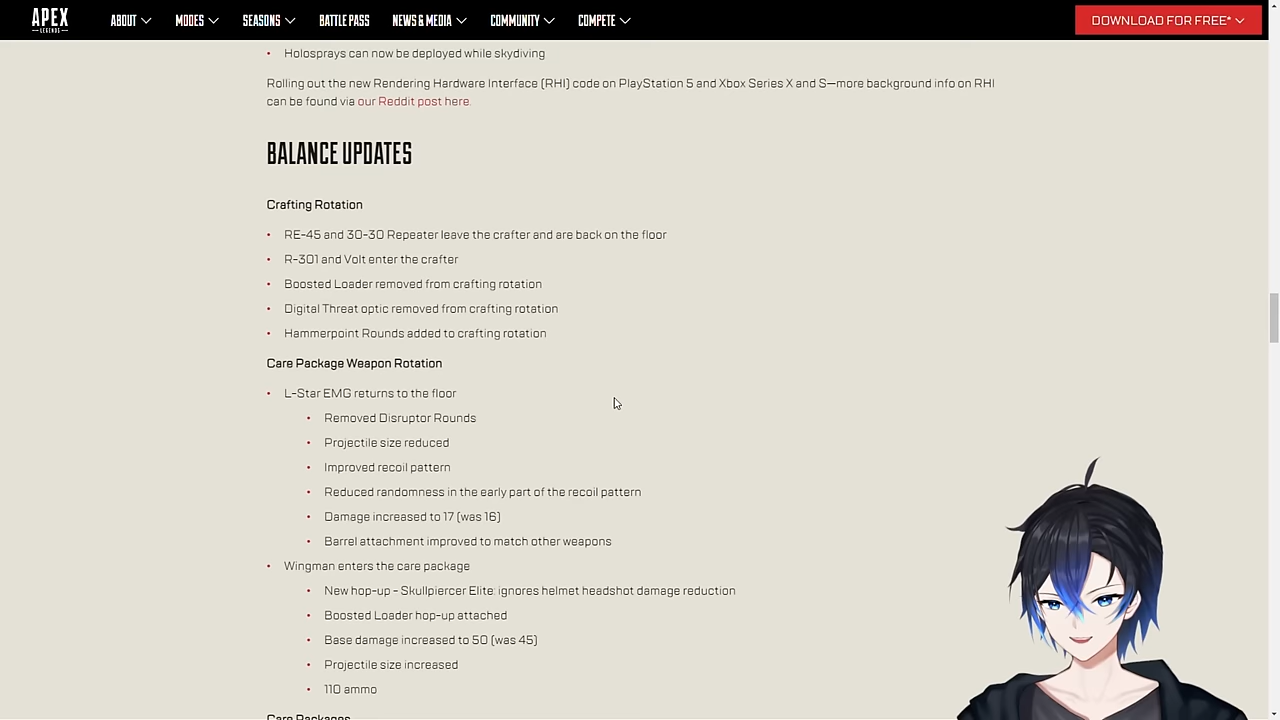 APEX
LEGENDS
ABOUT MODES SEASONS BATTLE PASS NEWS & MEDIA COMMUNITY COMPETE DOWNLOAD FOR FREE*
• Holosprays can now be deployed while skydiving
Rolling out the new Rendering Hardware Interface (RHI) code on PlayStation 5 and Xbox Series X and S—more background info on RHI
can be found via our Reddit post here.
BALANCE UPDATES
Crafting Rotation
• RE-45 and 30-30 Repeater leave the crafter and are back on the floor
• R-301 and Volt enter the crafter
• Boosted Loader removed from crafting rotation
• Digital Threat optic removed from crafting rotation
• Hammerpoint Rounds added to crafting rotation
Care Package Weapon Rotation
• L-Star EMG returns to the floor
• Removed Disruptor Rounds
• Projectile size reduced
• Improved recoil pattern
• Reduced randomness in the early part of the recoil pattern
• Damage increased to 17 (was 16)
• Barrel attachment improved to match other weapons
• Wingman enters the care package
• New hop-up - Skullpiercer Elite: ignores helmet headshot damage reduction
• Boosted Loader hop-up attached
• Base damage increased to 50 (was 45)
• Projectile size increased
• 110 ammo
Care Packages